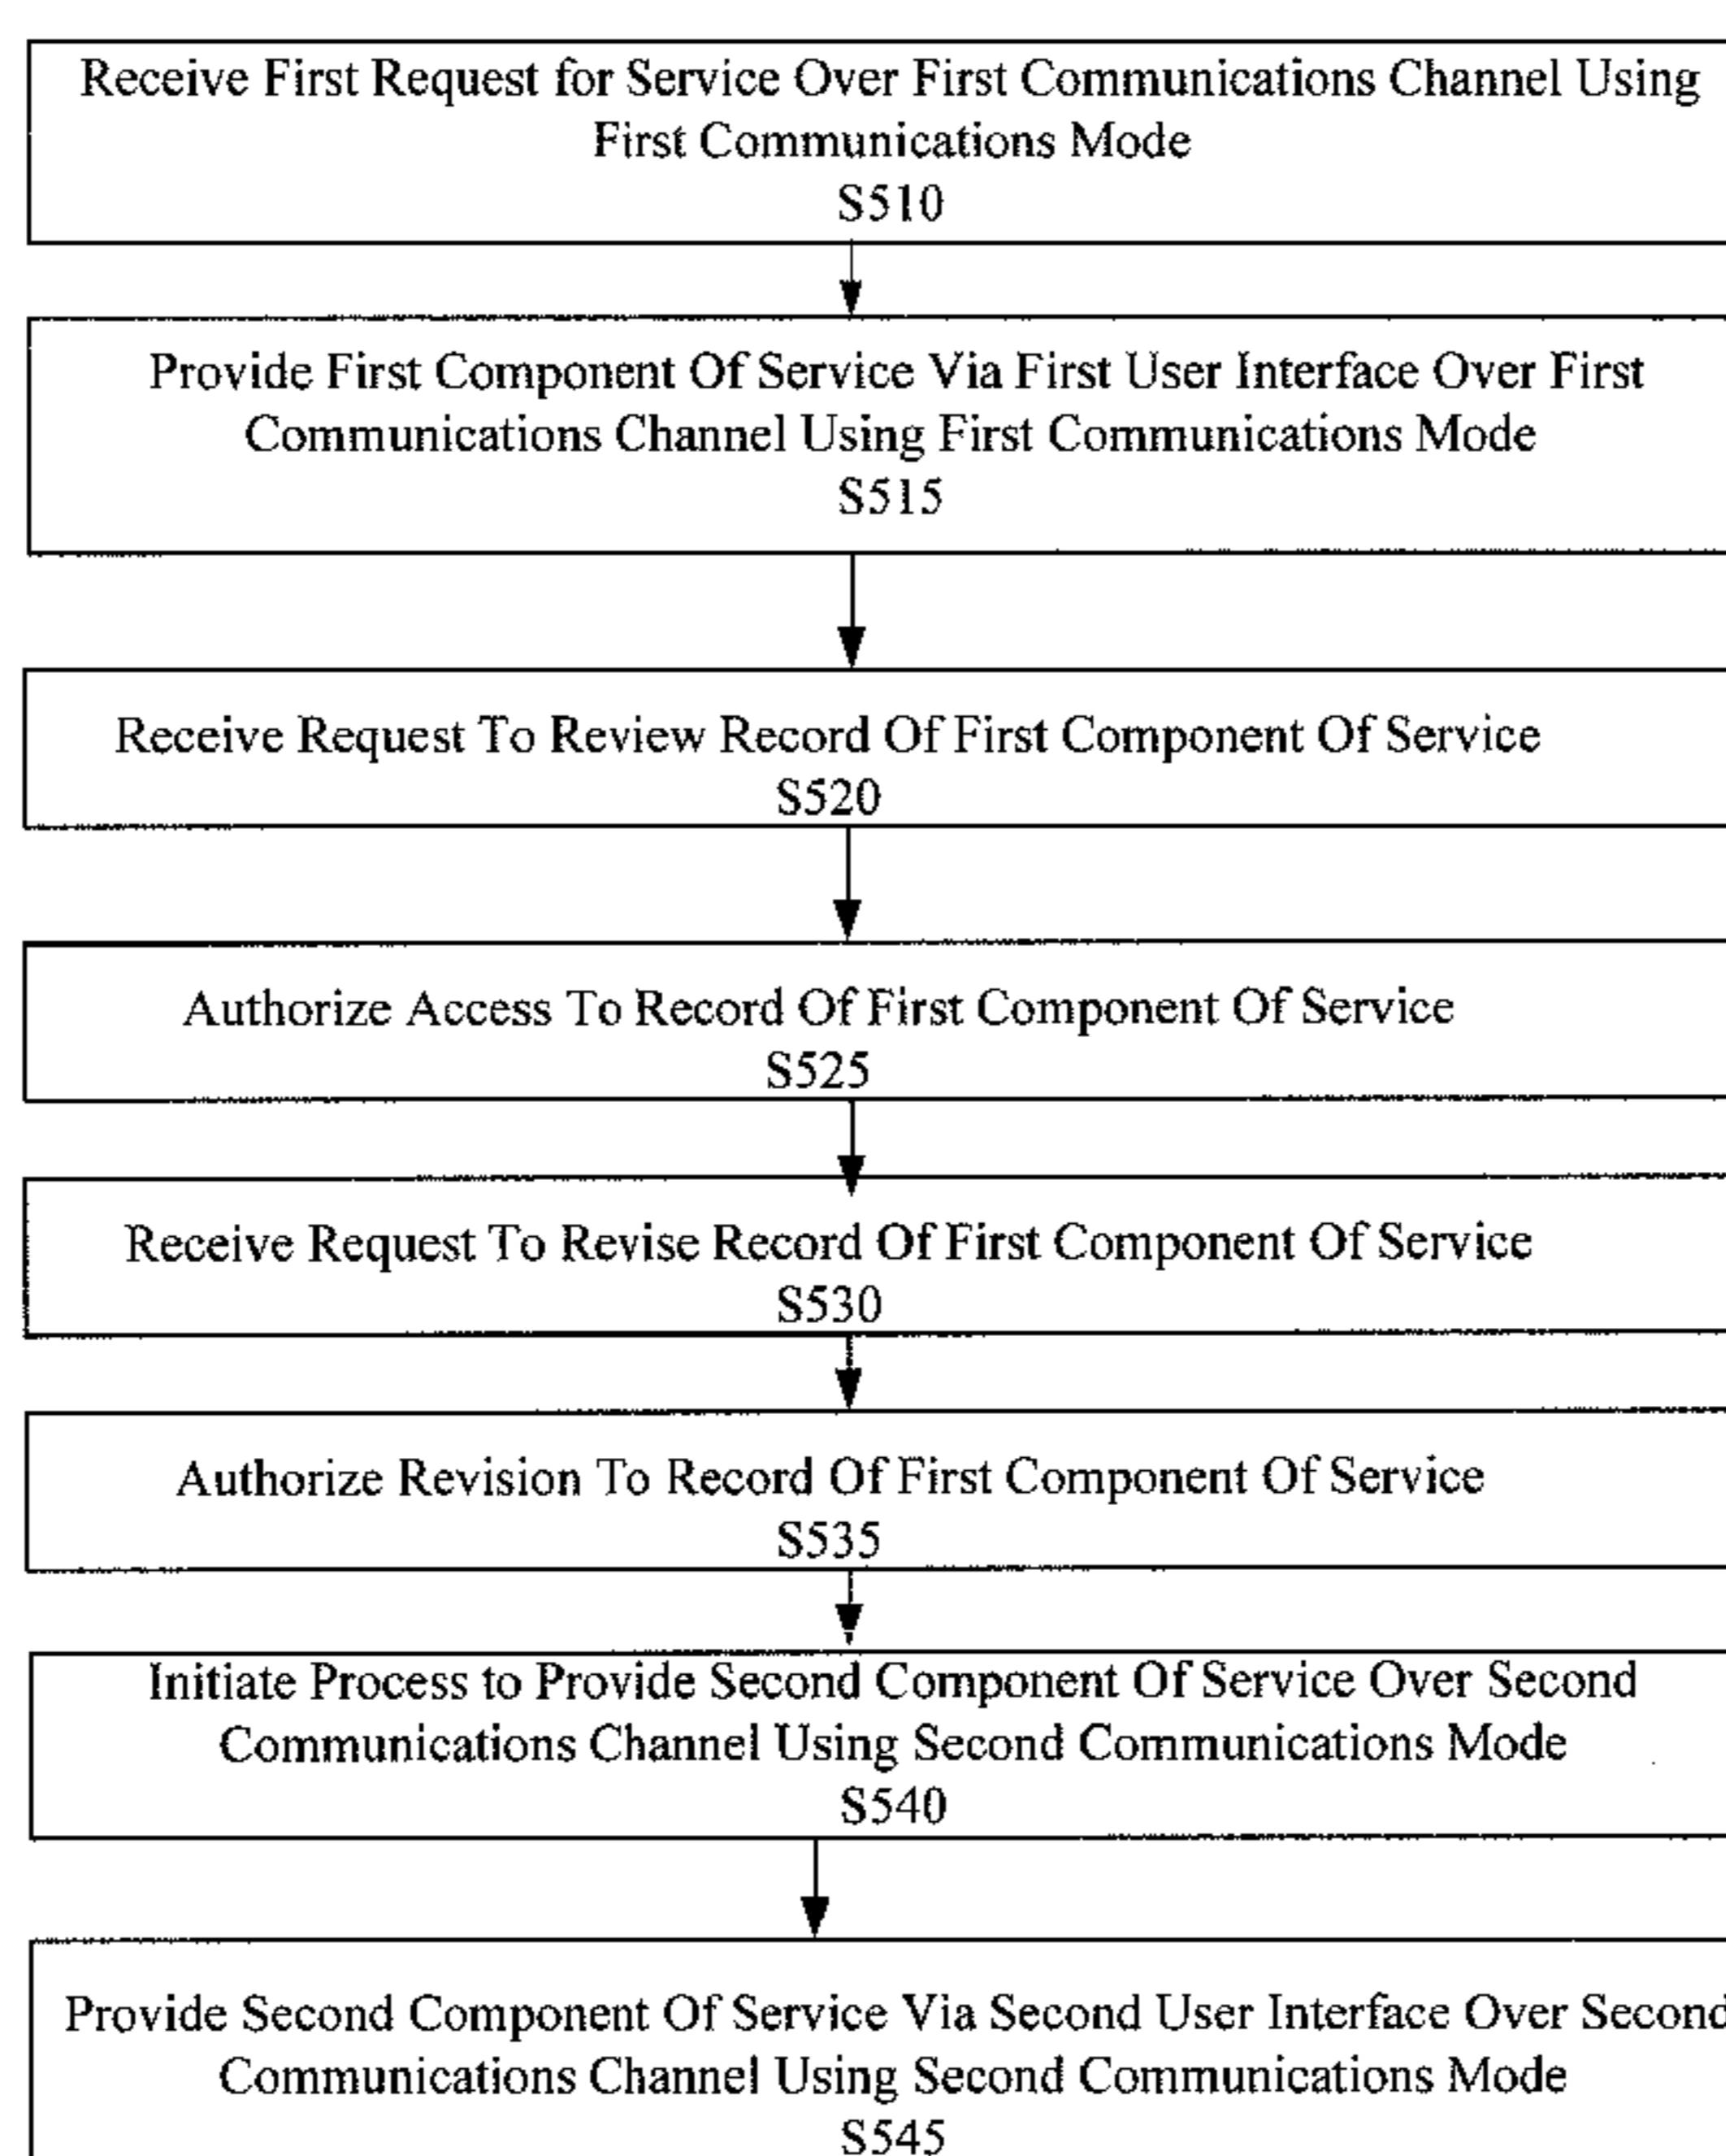 Receive First Request for Service Over First Communications Channel Using
First Communications Mode
S510
Provide First Component Of Service Via First User Interface Over First
Communications Channel Using First Communications Mode
S515
Receive Request To Review Record Of First Component Of Service
S520
Authorize Access To Record Of First Component Of Service
S525
Receive Request To Revise Record Of First Component Of Service
S530
Authorize Revision To Record Of First Component Of Service
S535
Initiate Process to Provide Second Component Of Service Over Second
Communications Channel Using Second Communications Mode
S540
Provide Second Component Of Service Via Second User Interface Over Second
Communications Channel Using Second Communications Mode
S545